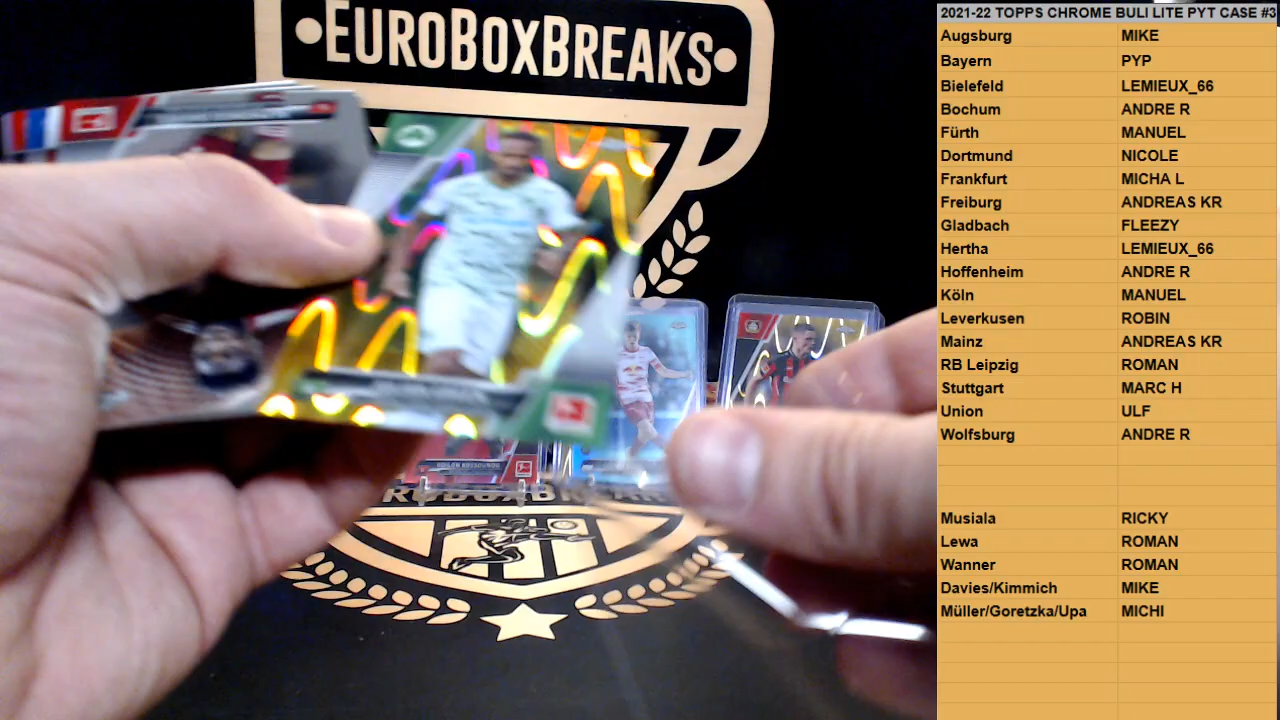 EUROBOXBREAKS
ODILON KOSSOUNOU
2021-22 TOPPS CHROME BULI LITE PYT CASE #3
Augsburg MIKE
Bayern PYP
Bielefeld LEMIEUX_66
Bochum ANDRE R
Fürth MANUEL
Dortmund NICOLE
Frankfurt MICHA L
Freiburg ANDREAS KR
Gladbach FLEEZY
Hertha LEMIEUX_66
Hoffenheim ANDRE R
Köln MANUEL
Leverkusen ROBIN
Mainz ANDREAS KR
RB Leipzig ROMAN
Stuttgart MARC H
Union ULF
Wolfsburg ANDRE R
Musiala RICKY
Lewa ROMAN
Wanner ROMAN
Davies/Kimmich MIKE
Müller/Goretzka/Upa MICHI